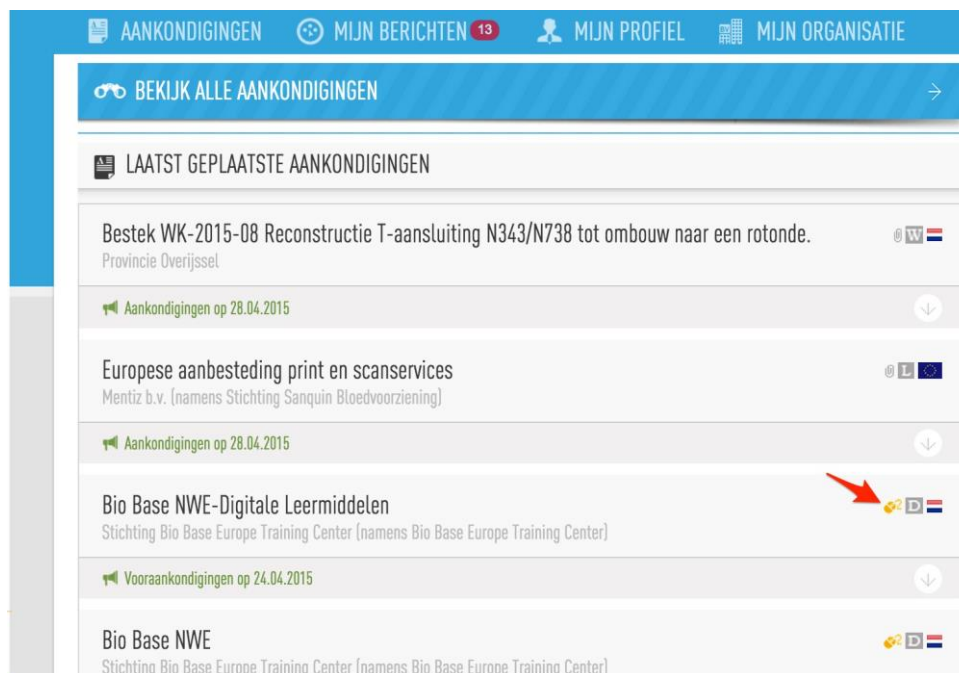 AANKONDIGINGEN MIJN BERICHTEN 13 MIJN PROFIEL MIJN ORGANISATIE
BEKIJK ALLE AANKONDIGINGEN
LAATST GEPLAATSTE AANKONDIGINGEN
Bestek WK-2015-08 Reconstructie T-aansluiting N343/N738 tot ombouw naar een rotonde.
W
Provincie Overijssel
Aankondigingen op 28.04.2015
Europese aanbesteding print en scanservices
L
Mentiz b.v. (namens Stichting Sanquin Bloedvoorziening)
Aankondigingen op 28.04.2015
Bio Base NWE-Digitale Leermiddelen
2 D
Stichting Bio Base Europe Training Center (namens Bio Base Europe Training Center)
Vooraankondigingen op 24.04.2015
Bio Base NWE
2 D
Stichting Bio Base Europe Training Center (namens Bio Base Europe Training Center)